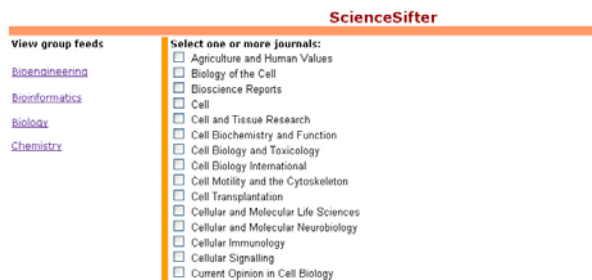 ScienceSifter
View group feeds
Bioengineering
Bioinformatics
Biology
Chemistry
Select one or more journals:
Agriculture and Human Values
Biology of the Cell
Bioscience Reports
Cell
Cell and Tissue Research
Cell Biochemistry and Function
Cell Biology and Toxicology
Cell Biology International
Cell Motility and the Cytoskeleton
Cell Transplantation
Cellular and Molecular Life Sciences
Cellular and Molecular Neurobiology
Cellular Immunology
Cellular Signalling
Current Opinion in Cell Biology